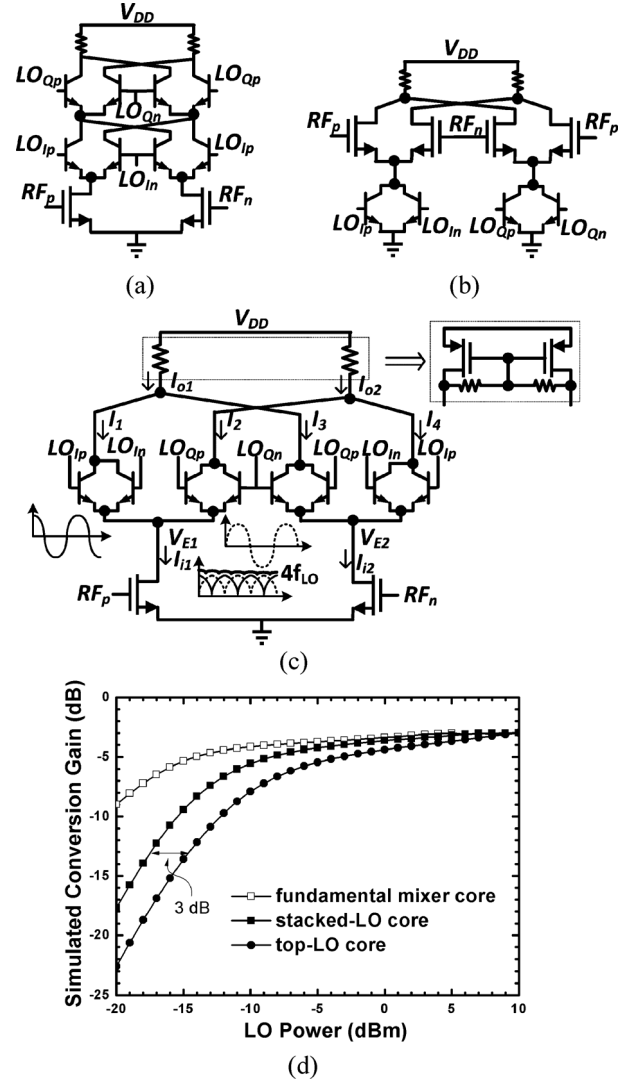 V_DD
LO_Qp LO_Qp
LO_Qn
LO_Ip LO_Ip
LO_In
RF_p RF_n
(a)
V_DD
RF_p RF_n RF_p
LO_Ip LO_In LO_Qp LO_Qn
(b)
V_DD
I_o1 I_o2
I_1 I_2 I_3 I_4
LO_Ip LO_In LO_Qp LO_Qn LO_Qp LO_In LO_Ip
V_E1 V_E2
I_i1 4f_LO I_i2
RF_p RF_n
(c)
Simulated Conversion Gain (dB)
0
-5
-10
-15
-20
-25
3 dB
fundamental mixer core
stacked-LO core
top-LO core
-20 -15 -10 -5 0 5 10
LO Power (dBm)
(d)